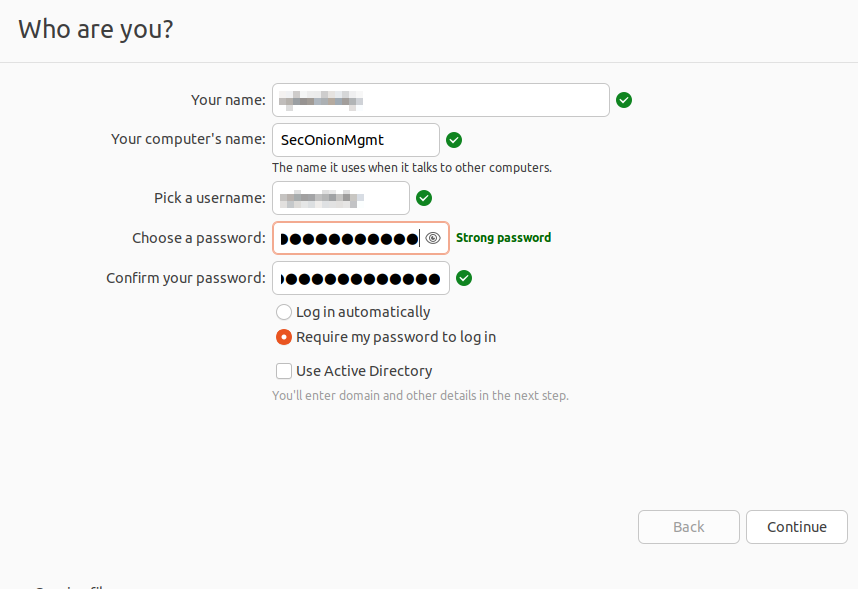 Who are you?
Your name:
Your computer's name: SecOnionMgmt
The name it uses when it talks to other computers.
Pick a username:
Choose a password: ●●●●●●●●●●● Strong password
Confirm your password: ●●●●●●●●●●●●●
Log in automatically
Require my password to log in
Use Active Directory
You'll enter domain and other details in the next step.
Back Continue